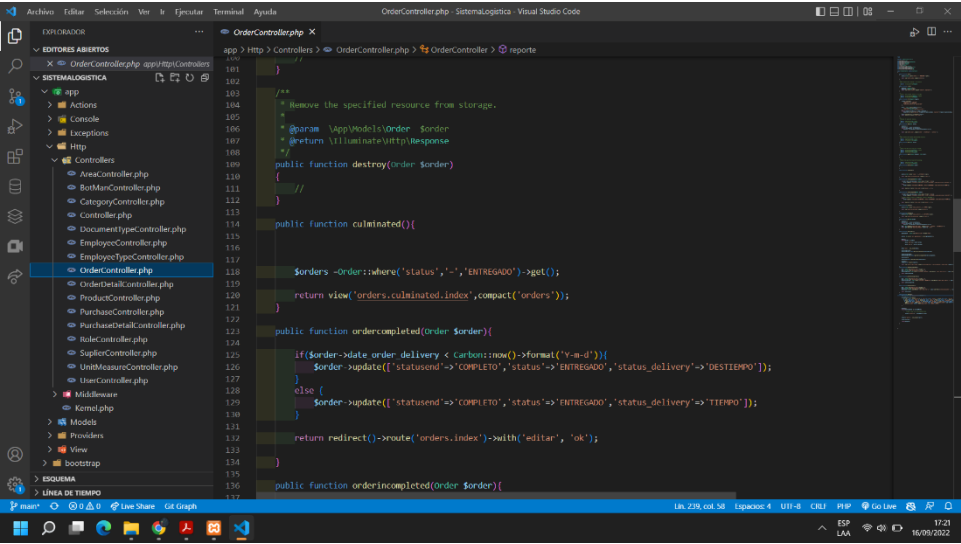 Archivo Editar Selección Ver Ir Ejecutar Terminal Ayuda
OrderController.php - SistemaLogistica - Visual Studio Code
EXPLORADOR
EDITORES ABIERTOS
OrderController.php app\Http\Controllers
SISTEMALOGISTICA
app
Actions
Console
Exceptions
Http
Controllers
AreaController.php
BotManController.php
CategoryController.php
Controller.php
DocumentTypeController.php
EmployeeController.php
EmployeeTypeController.php
OrderController.php
OrderDetailController.php
ProductController.php
PurchaseController.php
PurchaseDetailController.php
RoleController.php
SuplierController.php
UnitMeasureController.php
UserController.php
Middleware
Kernel.php
Models
Providers
View
bootstrap
ESQUEMA
LÍNEA DE TIEMPO
OrderController.php
app > Http > Controllers > OrderController.php > OrderController > reporte
100 //
101 }
102
103 /**
104 * Remove the specified resource from storage.
105 *
106 * @param \App\Models\Order $order
107 * @return \Illuminate\Http\Response
108 */
109 public function destroy(Order $order)
110 {
111 //
112 }
113
114 public function culminated(){
115
116
117
118 $orders =Order::where('status','=','ENTREGADO')->get();
119
120 return view('orders.culminated.index',compact('orders'));
121 }
122
123 public function ordercompleted(Order $order){
124
125 if($order->date_order_delivery < Carbon::now()->format('Y-m-d')){
126 $order->update(['statusend'=>'COMPLETO','status'=>'ENTREGADO','status_delivery'=>'DESTIEMPO']);
127 }
128 else {
129 $order->update(['statusend'=>'COMPLETO','status'=>'ENTREGADO','status_delivery'=>'TIEMPO']);
130 }
131
132 return redirect()->route('orders.index')->with('editar', 'ok');
133
134 }
135
136 public function orderincompleted(Order $order){
137
main* 0 0 Live Share Git Graph
Lín. 239, col. 58 Espacios: 4 UTF-8 CRLF PHP Go Live
ESP
LAA
17:21
16/09/2022